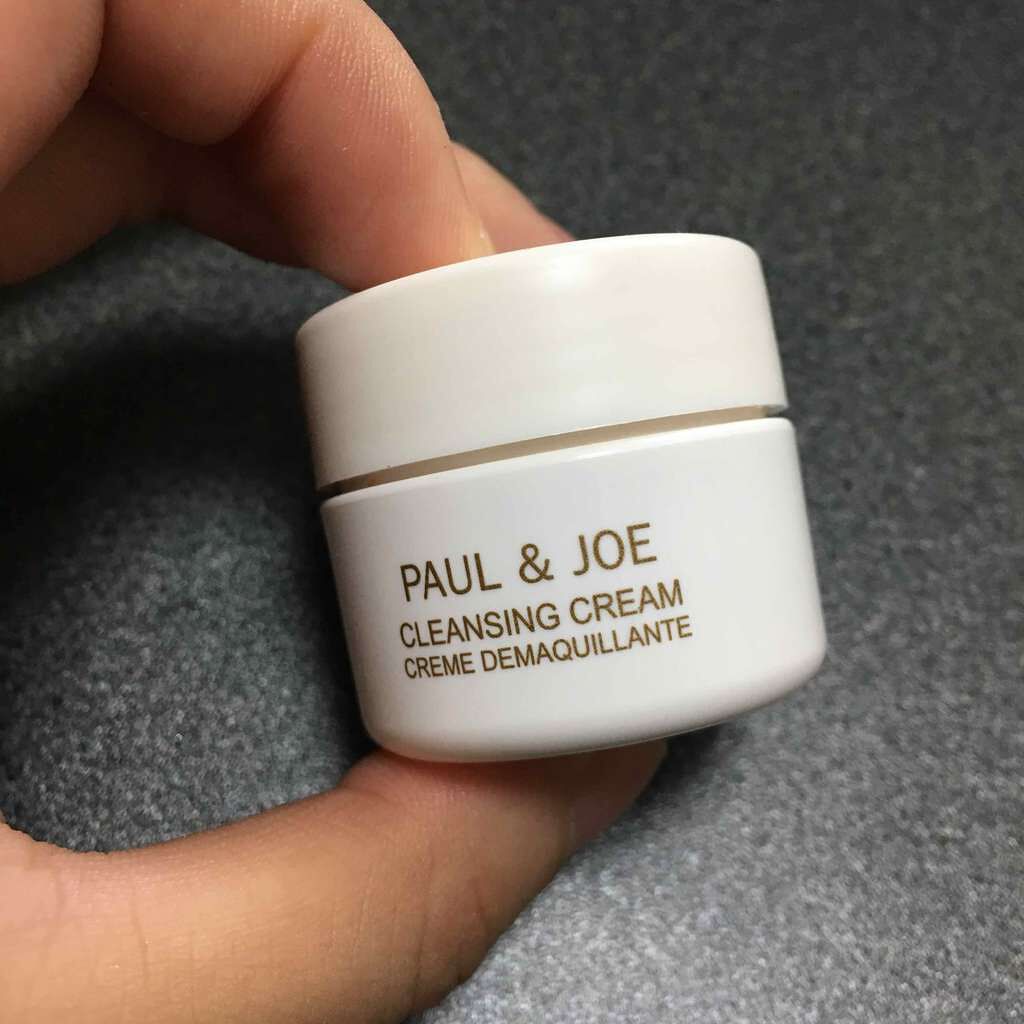 PAUL & JOE
CLEANSING CREAM
CREME DEMAQUILLANTE